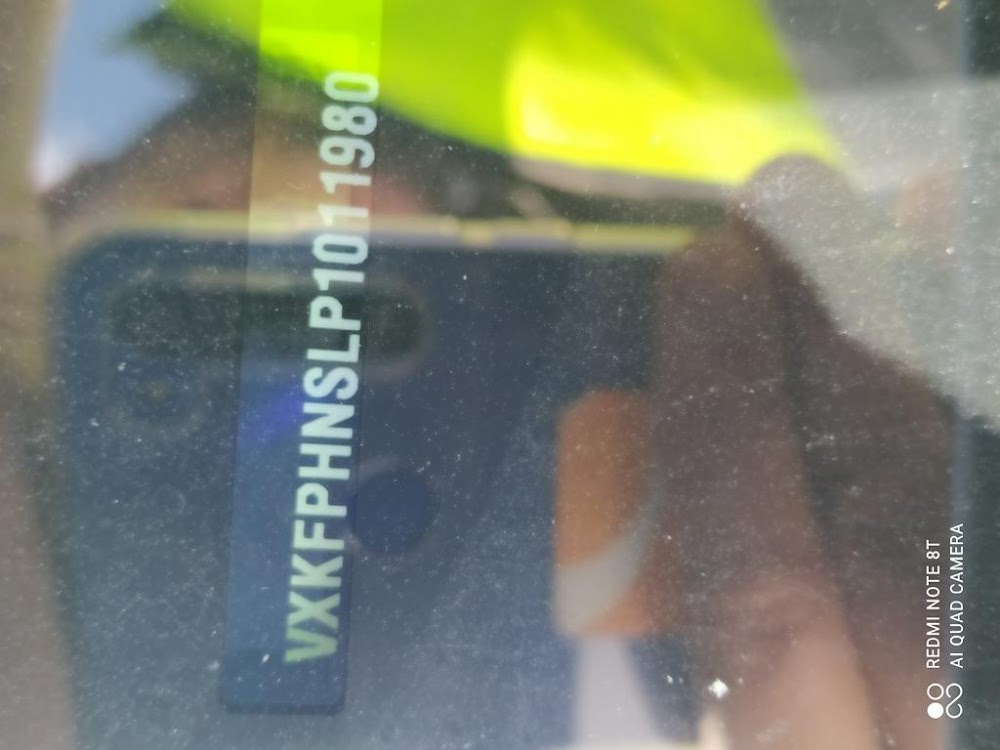 VXKFPHNSLP1011980
REDMI NOTE 8T
AI QUAD CAMERA